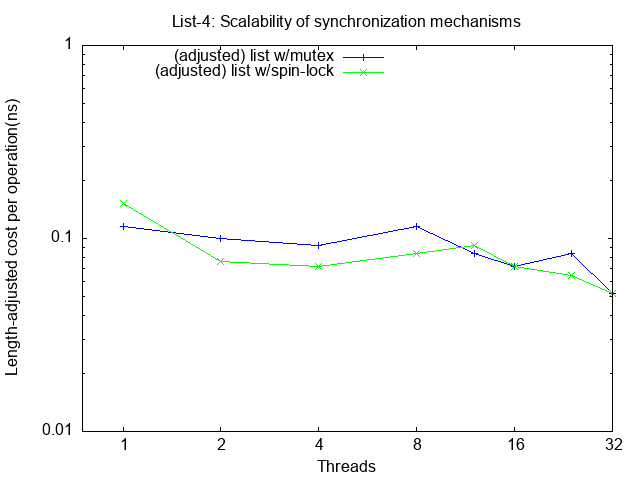 List-4: Scalability of synchronization mechanisms
(adjusted) list w/mutex
(adjusted) list w/spin-lock
Length-adjusted cost per operation(ns)
1
0.1
0.01
1 2 4 8 16 32
Threads